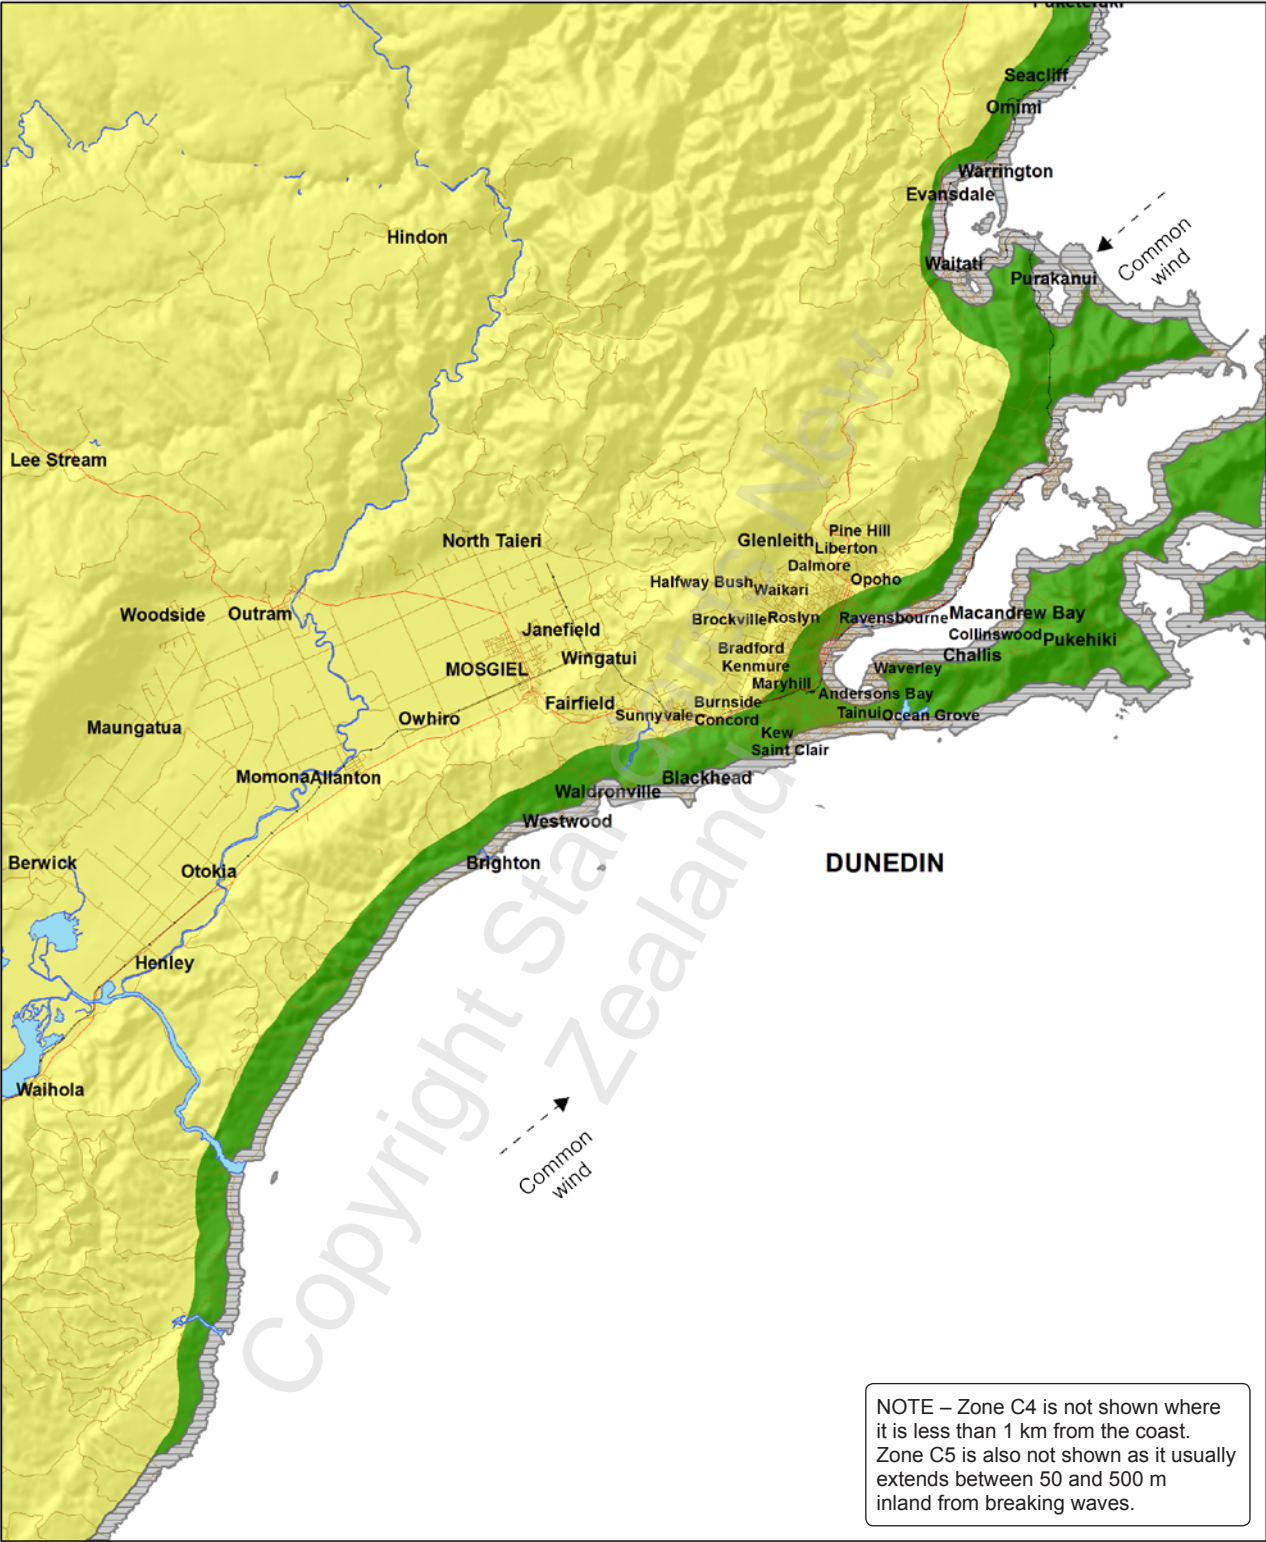 Seacliff
Omimi
Warrington
Evansdale
Common
wind
Hindon
Waitati
Purakanui
Lee Stream
North Taieri
Glenleith
Pine Hill
Liberton
Dalmore
Halfway Bush
Waikari
Opoho
Woodside
Outram
Janefield
Brockville
Roslyn
Ravensbourne
Macandrew Bay
Collinswood
Pukehiki
Challis
Bradford
Wingatui
MOSGIEL
Kenmure
Waverley
Maryhill
Andersons Bay
Fairfield
Burnside
Sunnyvale
Concord
Tainui
Ocean Grove
Owhiro
Maungatua
Kew
Saint Clair
Momona
Allanton
Blackhead
Waldronville
Westwood
Berwick
Otokia
Brighton
DUNEDIN
Henley
Waihola
Common
wind
Copyright Standards New
Zealand
NOTE – Zone C4 is not shown where
it is less than 1 km from the coast.
Zone C5 is also not shown as it usually
extends between 50 and 500 m
inland from breaking waves.